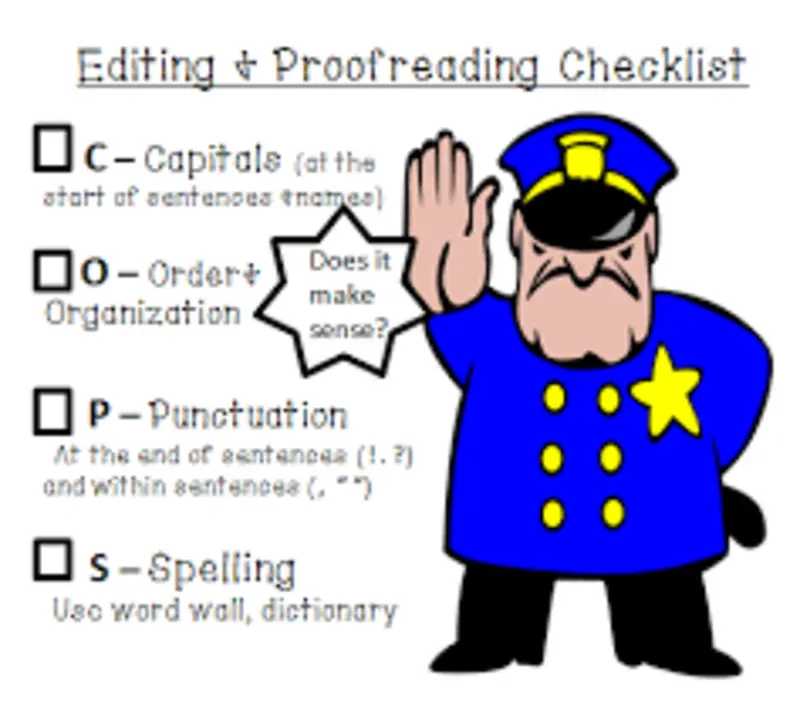 Editing & Proofreading Checklist
C – Capitals (at the
start of sentences & names)
O – Order &
Organization
Does it
make
sense?
P – Punctuation
At the end of sentences (!. ?)
and within sentences (, “ ”)
S – Spelling
Use word wall, dictionary